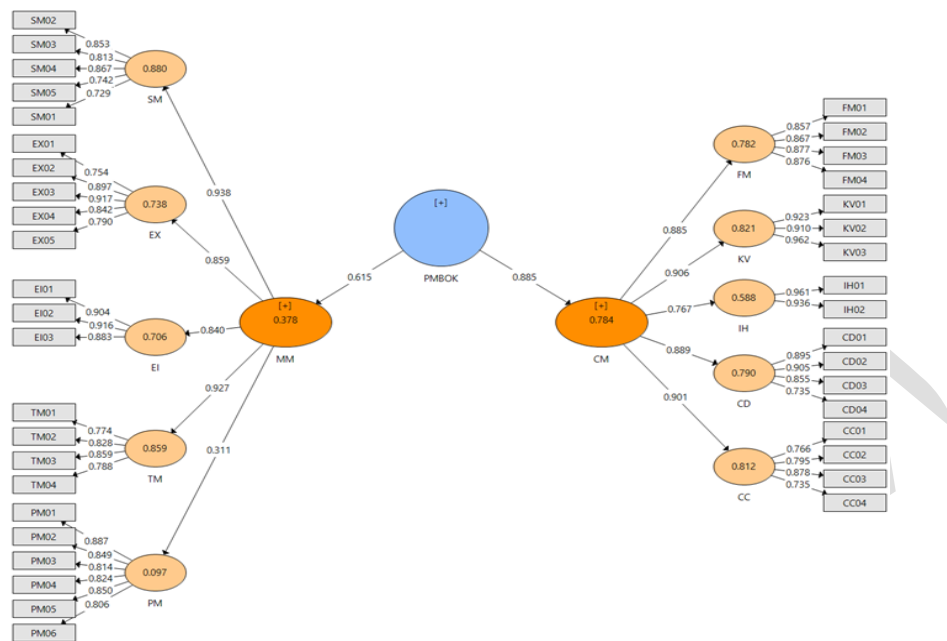 SM02
SM03
SM04
SM05
SM01
0.853
0.813
0.867
0.742
0.729
0.880
SM
EX01
EX02
EX03
EX04
EX05
0.754
0.897
0.917
0.842
0.790
0.738
EX
EI01
EI02
EI03
0.904
0.916
0.883
0.706
EI
TM01
TM02
TM03
TM04
0.774
0.828
0.859
0.788
0.859
TM
PM01
PM02
PM03
PM04
PM05
PM06
0.887
0.849
0.814
0.824
0.850
0.806
0.097
PM
0.938
0.859
0.840
0.927
0.311
[+]
0.378
MM
0.615
[+]
PMBOK
0.885
[+]
0.784
CM
0.885
0.906
0.767
0.889
0.901
0.782
FM
0.857
0.867
0.877
0.876
FM01
FM02
FM03
FM04
0.821
KV
0.923
0.910
0.962
KV01
KV02
KV03
0.588
IH
0.961
0.936
IH01
IH02
0.790
CD
0.895
0.905
0.855
0.735
CD01
CD02
CD03
CD04
0.812
CC
0.766
0.795
0.878
0.735
CC01
CC02
CC03
CC04